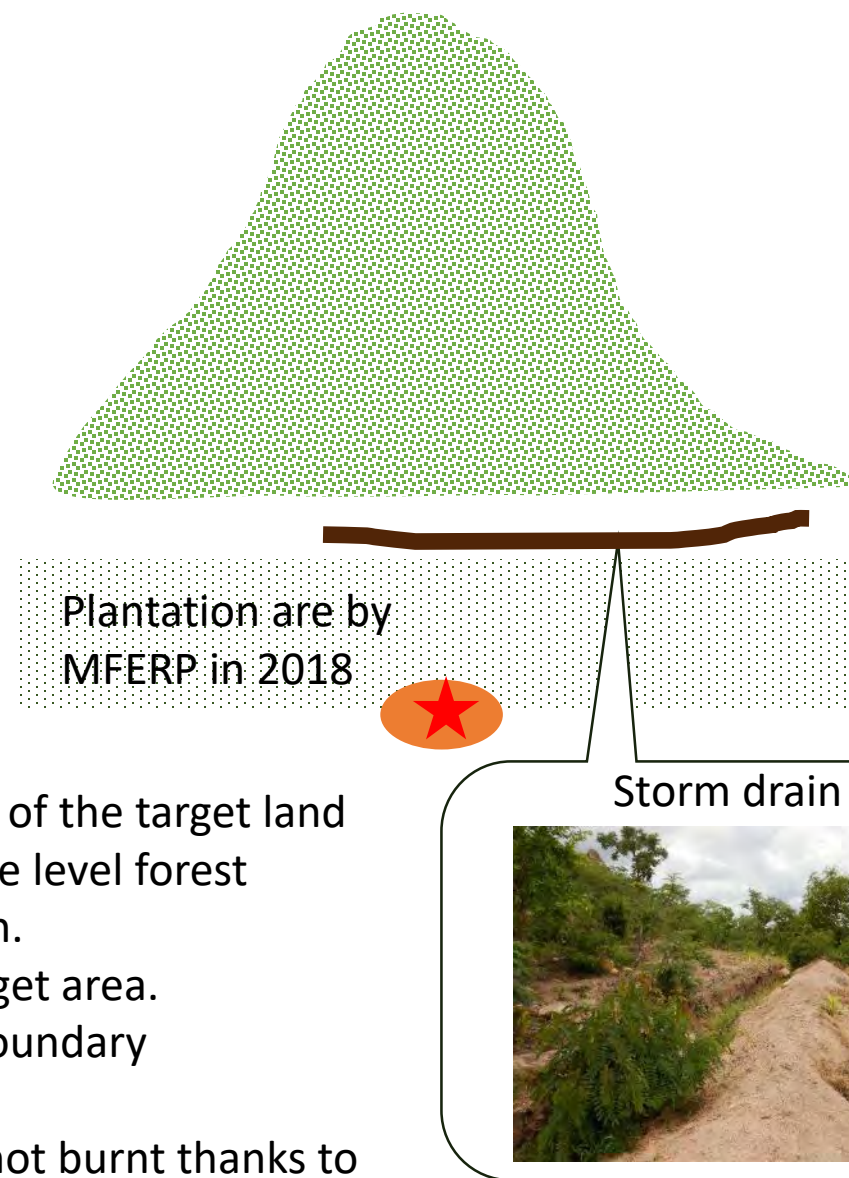 Plantation are by
MFERP in 2018
Storm drain
of the target land
e level forest
n.
get area.
oundary
not burnt thanks to